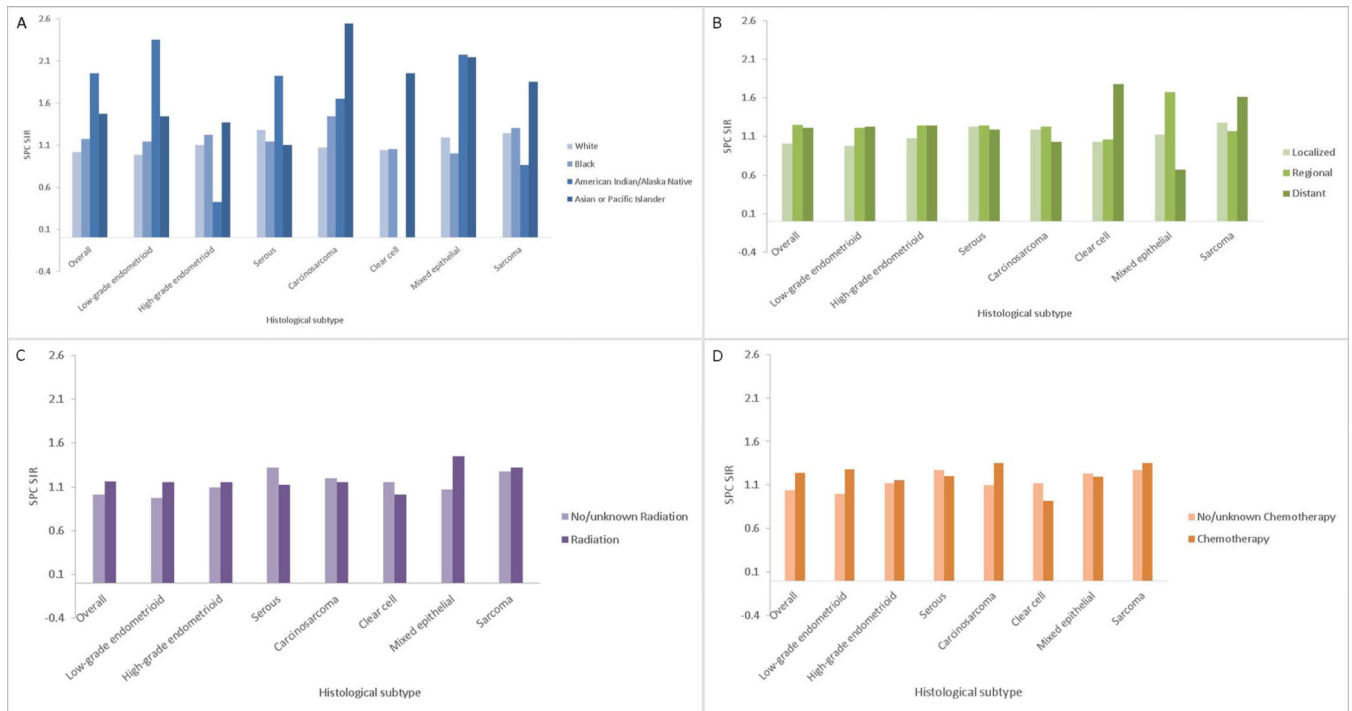 A
2.6
2.1
1.6
1.1
0.6
0.1
-0.4
SPC SIR
Overall
Low-grade endometrioid
High-grade endometrioid
Serous
Carcinosarcoma
Clear cell
Mixed epithelial
Sarcoma
Histological subtype
White
Black
American Indian/Alaska Native
Asian or Pacific Islander
B
2.6
2.1
1.6
1.1
0.6
0.1
-0.4
SPC SIR
Overall
Low-grade endometrioid
High-grade endometrioid
Serous
Carcinosarcoma
Clear cell
Mixed epithelial
Sarcoma
Histological subtype
Localized
Regional
Distant
C
2.6
2.1
1.6
1.1
0.6
0.1
-0.4
SPC SIR
Overall
Low-grade endometrioid
High-grade endometrioid
Serous
Carcinosarcoma
Clear cell
Mixed epithelial
Sarcoma
Histological subtype
No/unknown Radiation
Radiation
D
2.6
2.1
1.6
1.1
0.6
0.1
-0.4
SPC SIR
Overall
Low-grade endometrioid
High-grade endometrioid
Serous
Carcinosarcoma
Clear cell
Mixed epithelial
Sarcoma
Histological subtype
No/unknown Chemotherapy
Chemotherapy